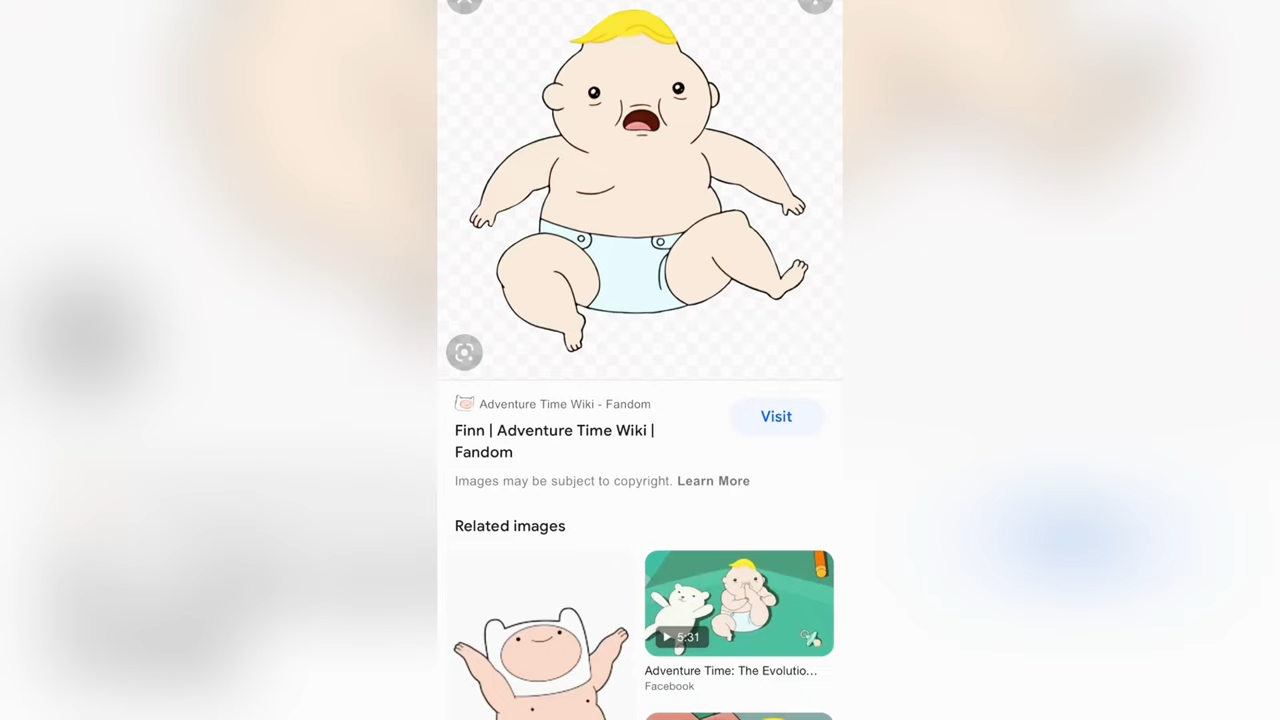 Adventure Time Wiki - Fandom
Visit
Finn | Adventure Time Wiki |
Fandom
Images may be subject to copyright. Learn More
Related images
5:31
Adventure Time: The Evolutio...
Facebook